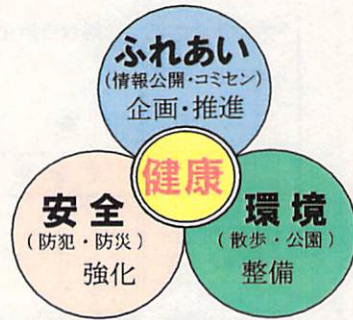 ふれあい
(情報公開・コミセン)
企画・推進
健康
安全
(防犯・防災)
強化
環境
(散歩・公園)
整備